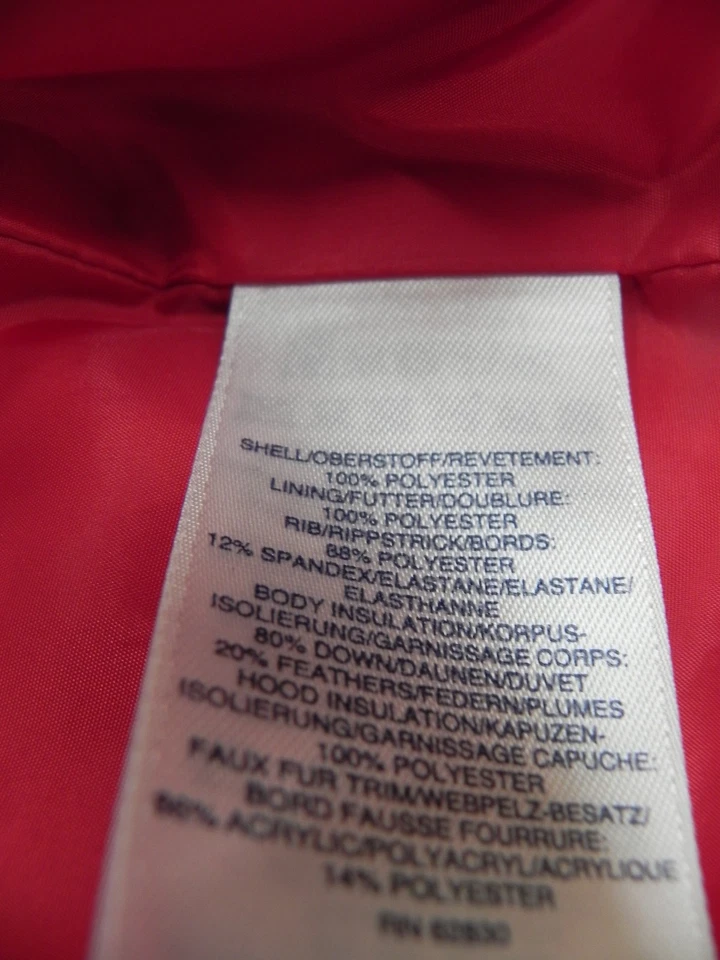 SHELL/OBERSTOFF/REVETEMENT:
100% POLYESTER
LINING/FUTTER/DOUBLURE:
100% POLYESTER
RIB/RIPPSTRICK/BORDS:
88% POLYESTER
12% SPANDEX/ELASTANE/ELASTANE/
ELASTHANNE
BODY INSULATION/KORPUS-
ISOLIERUNG/GARNISSAGE CORPS:
80% DOWN/DAUNEN/DUVET
20% FEATHERS/FEDERN/PLUMES
HOOD INSULATION/KAPUZEN-
ISOLIERUNG/GARNISSAGE CAPUCHE:
100% POLYESTER
FAUX FUR TRIM/WEBPELZ-BESATZ/
BORD FAUSSE FOURRURE:
ACRYLIC/POLYACRYL/ACRYLIQUE
14% POLYESTER
RN